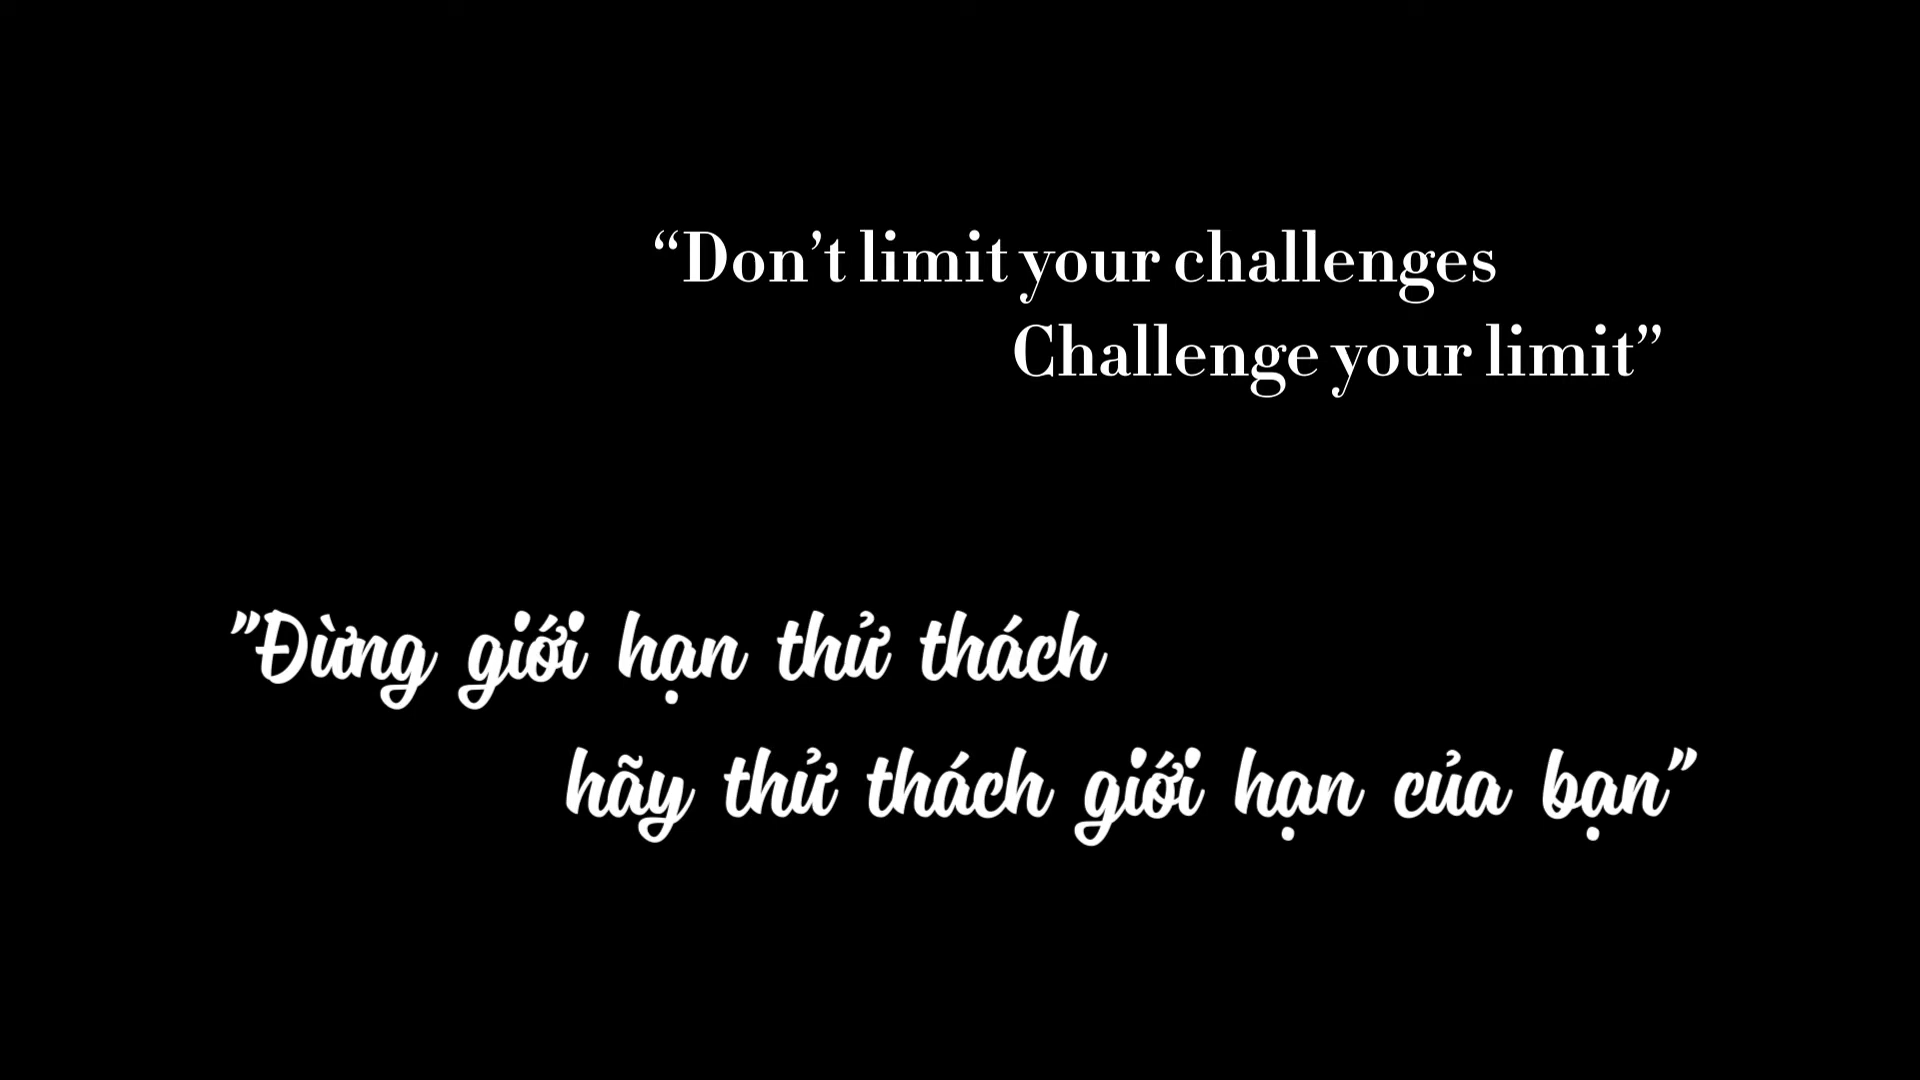 “Don’t limit your challenges
Challenge your limit”
"Đừng giới hạn thử thách
hãy thử thách giới hạn của bạn"